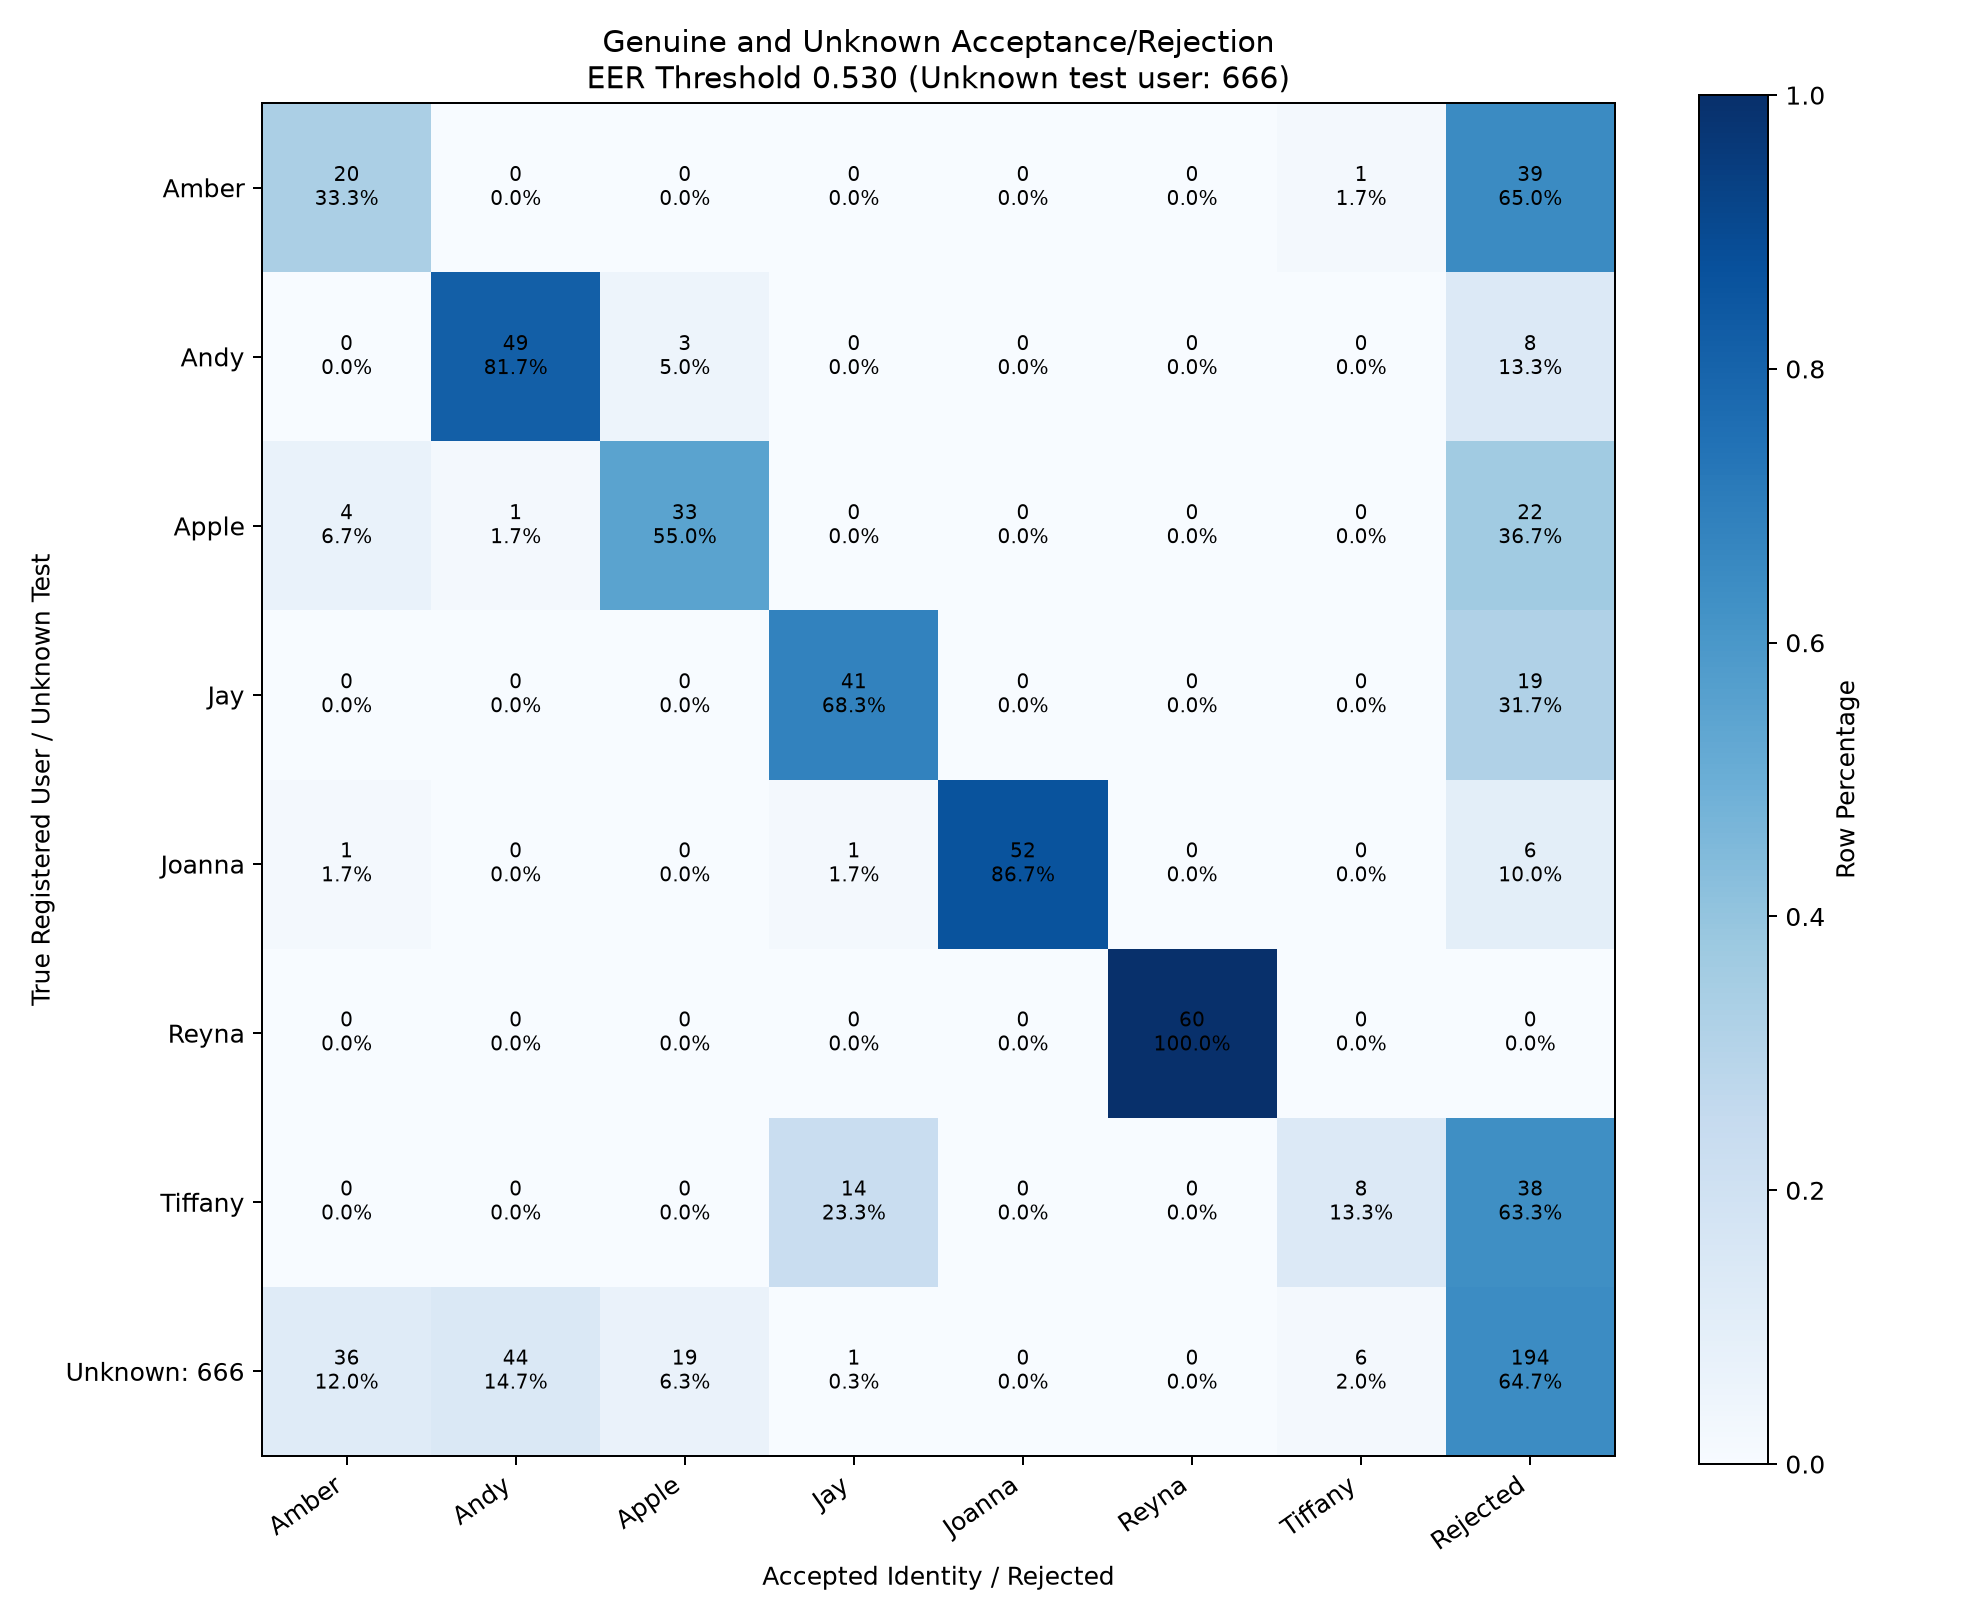 Genuine and Unknown Acceptance/Rejection
EER Threshold 0.530 (Unknown test user: 666)
True Registered User / Unknown Test
Amber
20 0 0 0 0 0 1 39
33.3% 0.0% 0.0% 0.0% 0.0% 0.0% 1.7% 65.0%
Andy
0 49 3 0 0 0 0 8
0.0% 81.7% 5.0% 0.0% 0.0% 0.0% 0.0% 13.3%
Apple
4 1 33 0 0 0 0 22
6.7% 1.7% 55.0% 0.0% 0.0% 0.0% 0.0% 36.7%
Jay
0 0 0 41 0 0 0 19
0.0% 0.0% 0.0% 68.3% 0.0% 0.0% 0.0% 31.7%
Joanna
1 0 0 1 52 0 0 6
1.7% 0.0% 0.0% 1.7% 86.7% 0.0% 0.0% 10.0%
Reyna
0 0 0 0 0 60 0 0
0.0% 0.0% 0.0% 0.0% 0.0% 100.0% 0.0% 0.0%
Tiffany
0 0 0 14 0 0 8 38
0.0% 0.0% 0.0% 23.3% 0.0% 0.0% 13.3% 63.3%
Unknown: 666
36 44 19 1 0 0 6 194
12.0% 14.7% 6.3% 0.3% 0.0% 0.0% 2.0% 64.7%
Amber Andy Apple Jay Joanna Reyna Tiffany Rejected
Accepted Identity / Rejected
1.0
0.8
0.6
0.4
0.2
0.0
Row Percentage